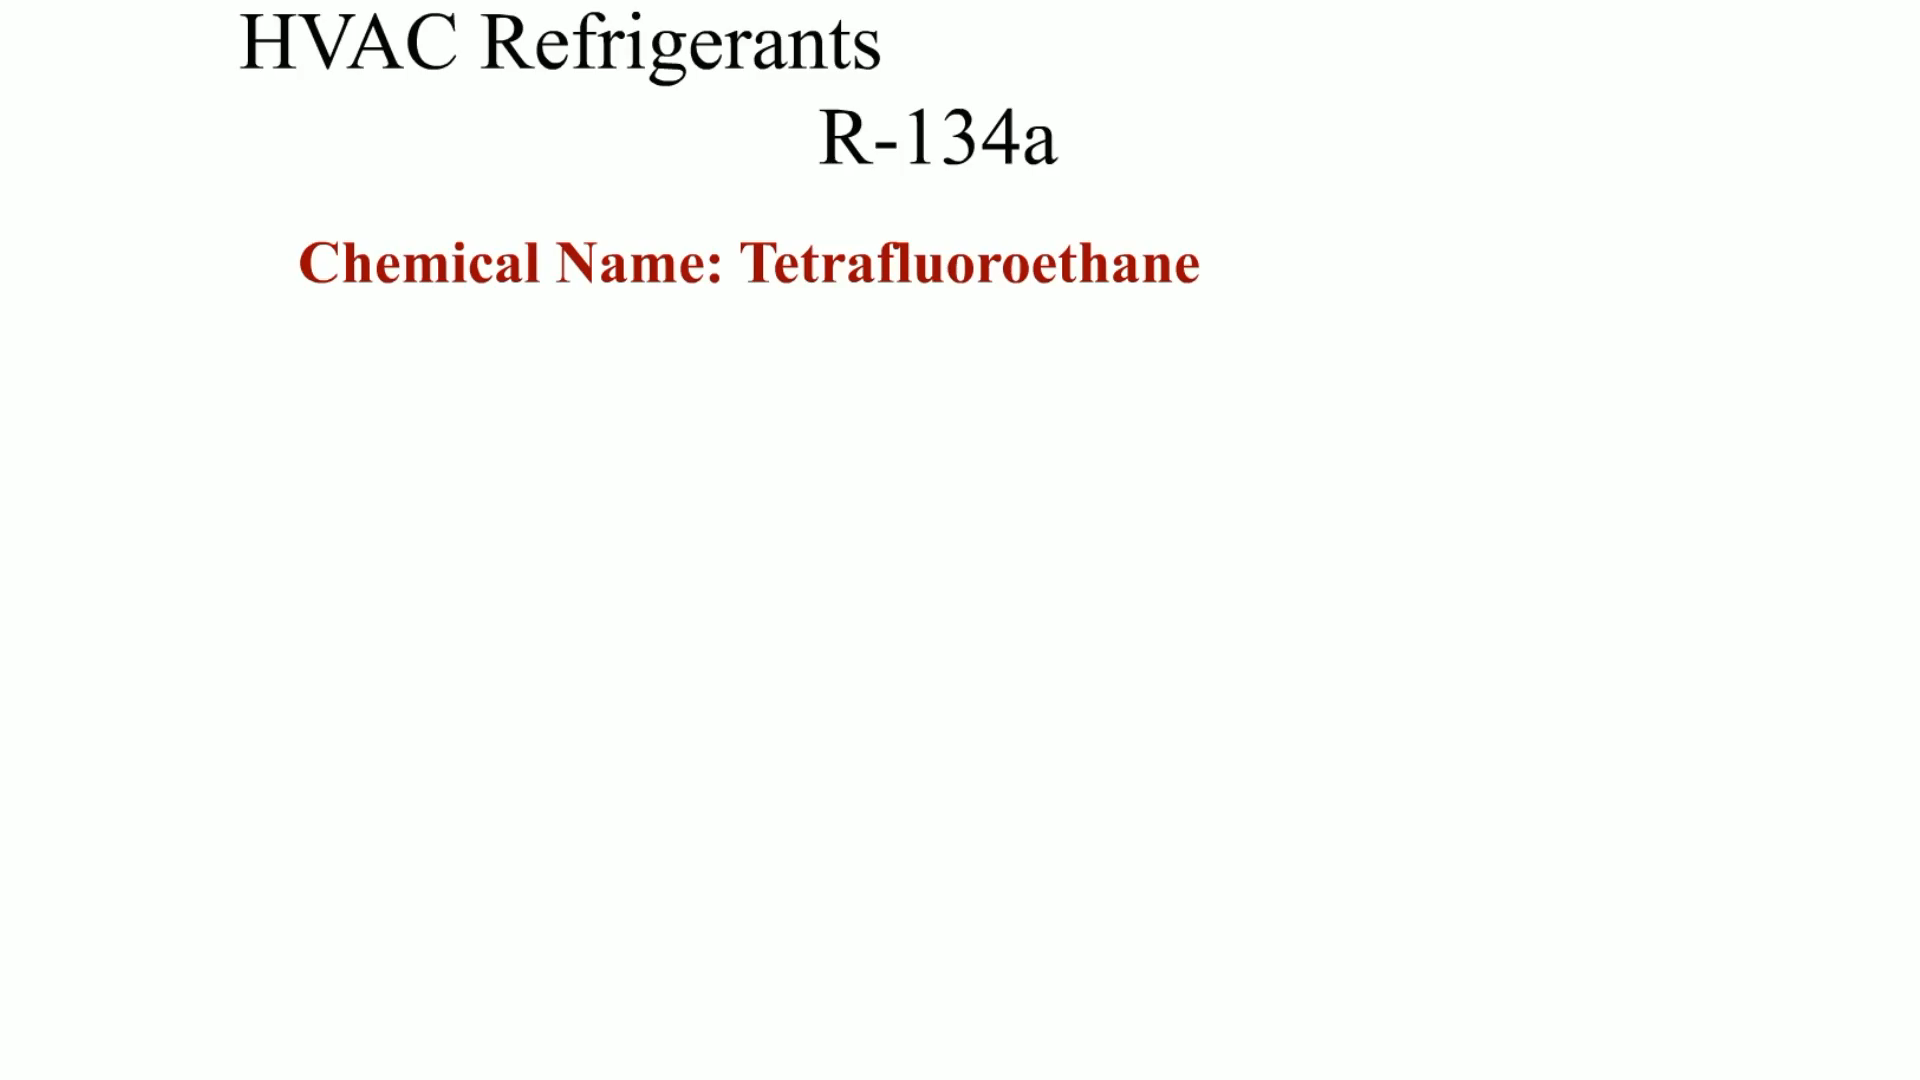 HVAC Refrigerants
R-134a
Chemical Name: Tetrafluoroethane